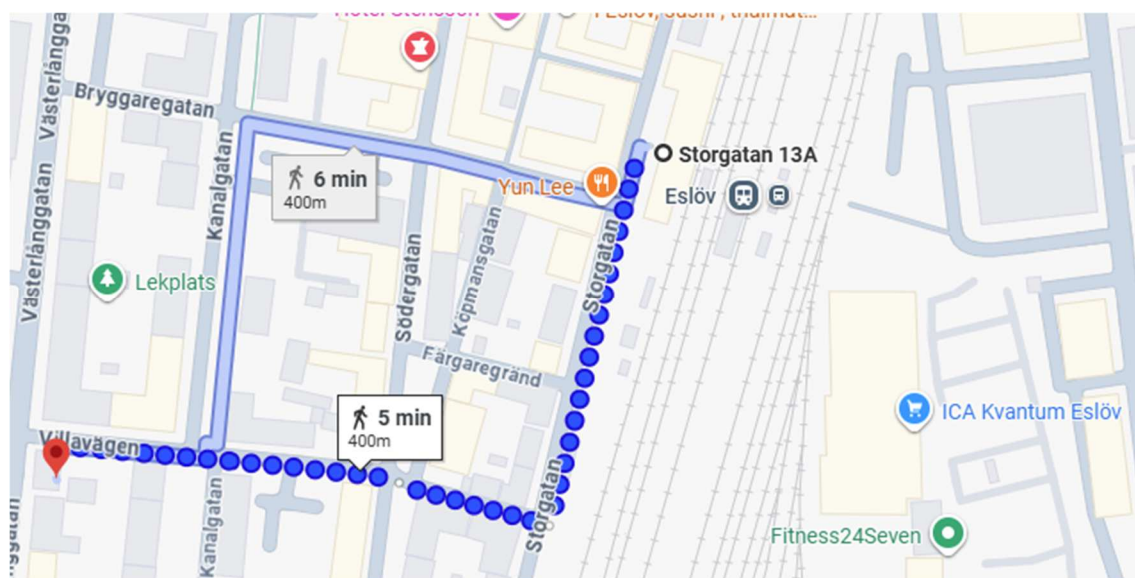 Västerlånggatan
Bryggaregatan
Kanalgatan
6 min
400m
Yun Lee
Storgatan 13A
Eslöv
Västerlånggatan
Lekplats
Södergatan
Köpmansgatan
Storgatan
Färgaregränd
5 min
400m
ICA Kvantum Eslöv
Villavägen
Kanalgatan
Storgatan
Fitness24Seven